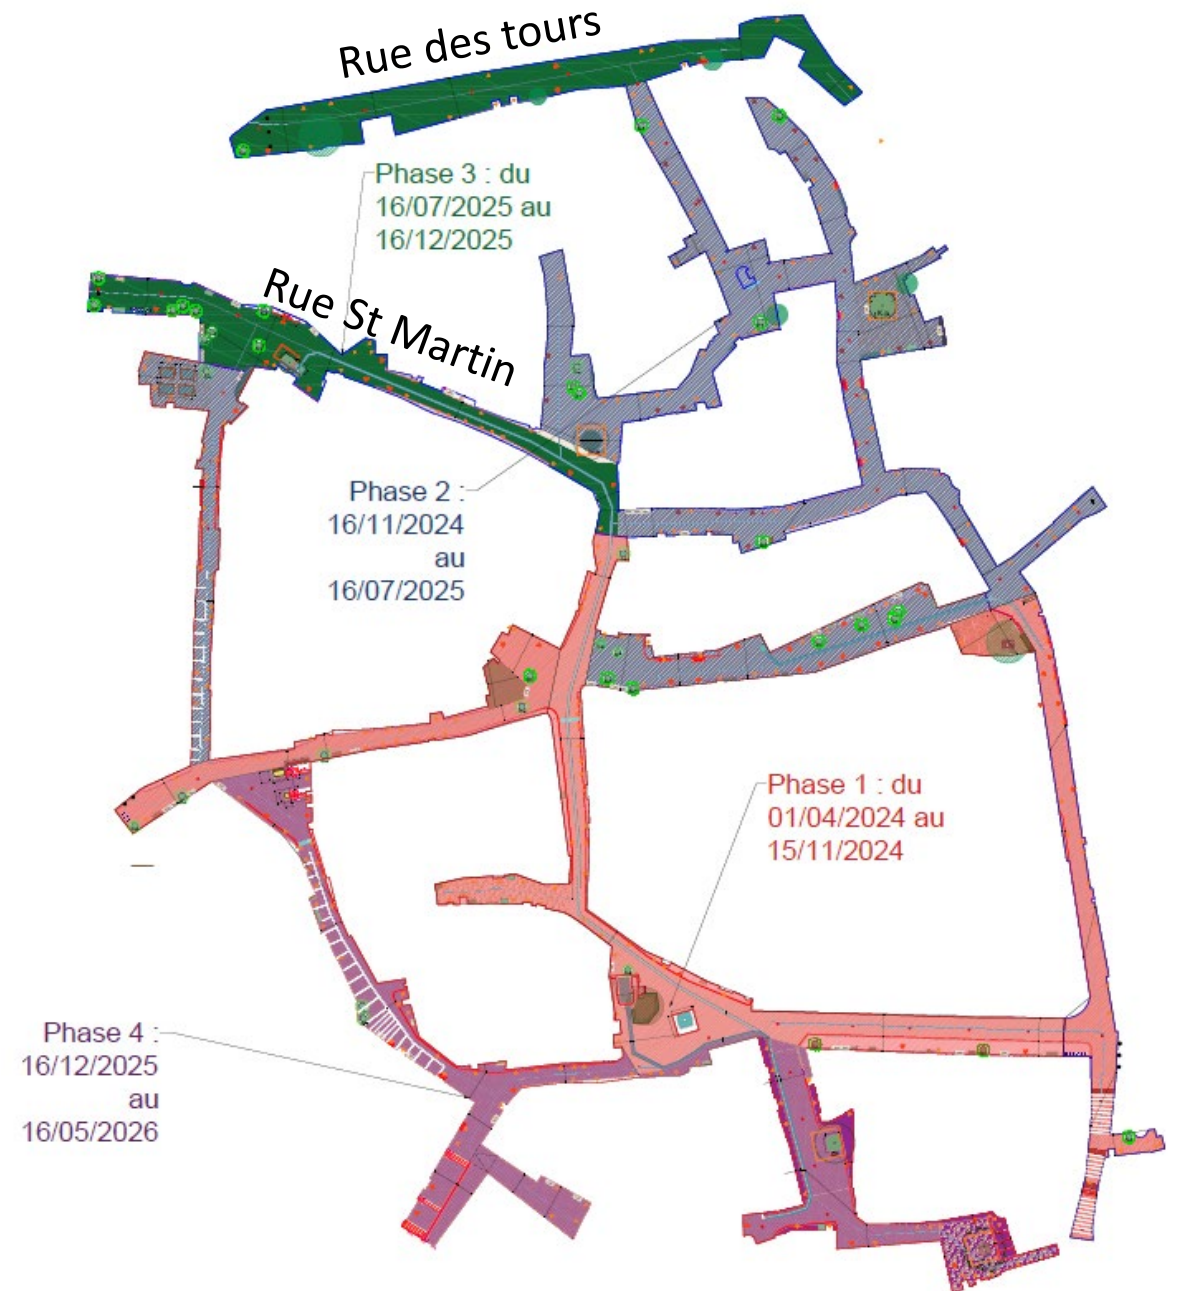 Rue des tours
Phase 3 : du
16/07/2025 au
16/12/2025
Rue St Martin
Phase 2 :
16/11/2024
au
16/07/2025
Phase 1 : du
01/04/2024 au
15/11/2024
Phase 4 :
16/12/2025
au
16/05/2026